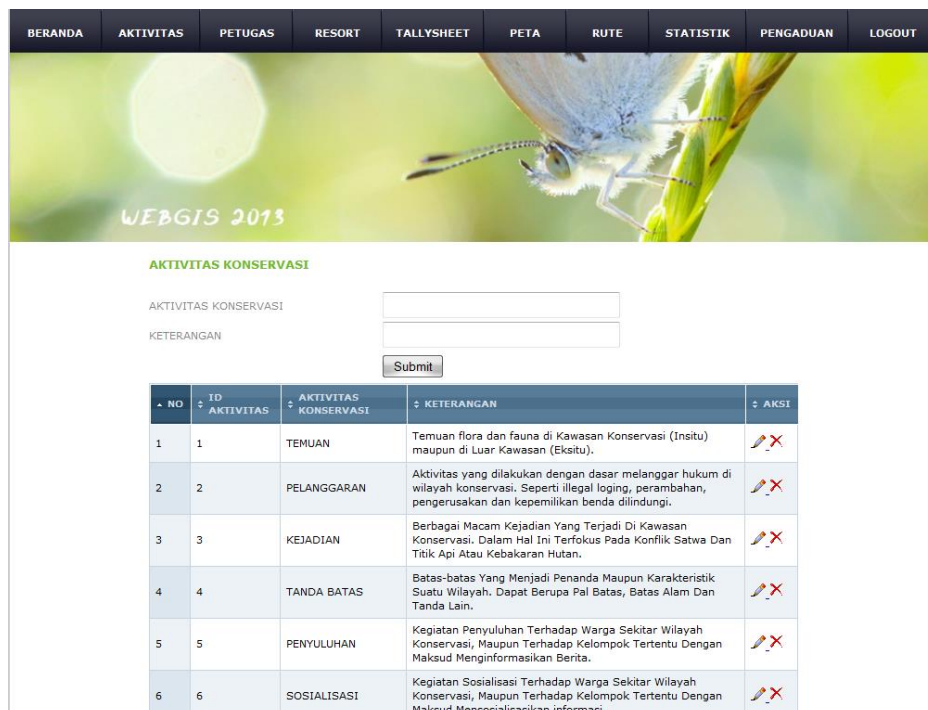 BERANDA AKTIVITAS PETUGAS RESORT TALLYSHEET PETA RUTE STATISTIK PENGADUAN LOGOUT
WEBGIS 2013
AKTIVITAS KONSERVASI
AKTIVITAS KONSERVASI
KETERANGAN
Submit
NO ID AKTIVITAS AKTIVITAS KONSERVASI KETERANGAN AKSI
1 1 TEMUAN Temuan flora dan fauna di Kawasan Konservasi (Insitu)
maupun di Luar Kawasan (Eksitu).
2 2 PELANGGARAN Aktivitas yang dilakukan dengan dasar melanggar hukum di
wilayah konservasi. Seperti illegal loging, perambahan,
pengerusakan dan kepemilikan benda dilindungi.
3 3 KEJADIAN Berbagai Macam Kejadian Yang Terjadi Di Kawasan
Konservasi. Dalam Hal Ini Terfokus Pada Konflik Satwa Dan
Titik Api Atau Kebakaran Hutan.
4 4 TANDA BATAS Batas-batas Yang Menjadi Penanda Maupun Karakteristik
Suatu Wilayah. Dapat Berupa Pal Batas, Batas Alam Dan
Tanda Lain.
5 5 PENYULUHAN Kegiatan Penyuluhan Terhadap Warga Sekitar Wilayah
Konservasi, Maupun Terhadap Kelompok Tertentu Dengan
Maksud Menginformasikan Berita.
6 6 SOSIALISASI Kegiatan Sosialisasi Terhadap Warga Sekitar Wilayah
Konservasi, Maupun Terhadap Kelompok Tertentu Dengan
Maksud Mensosialisasikan informasi.